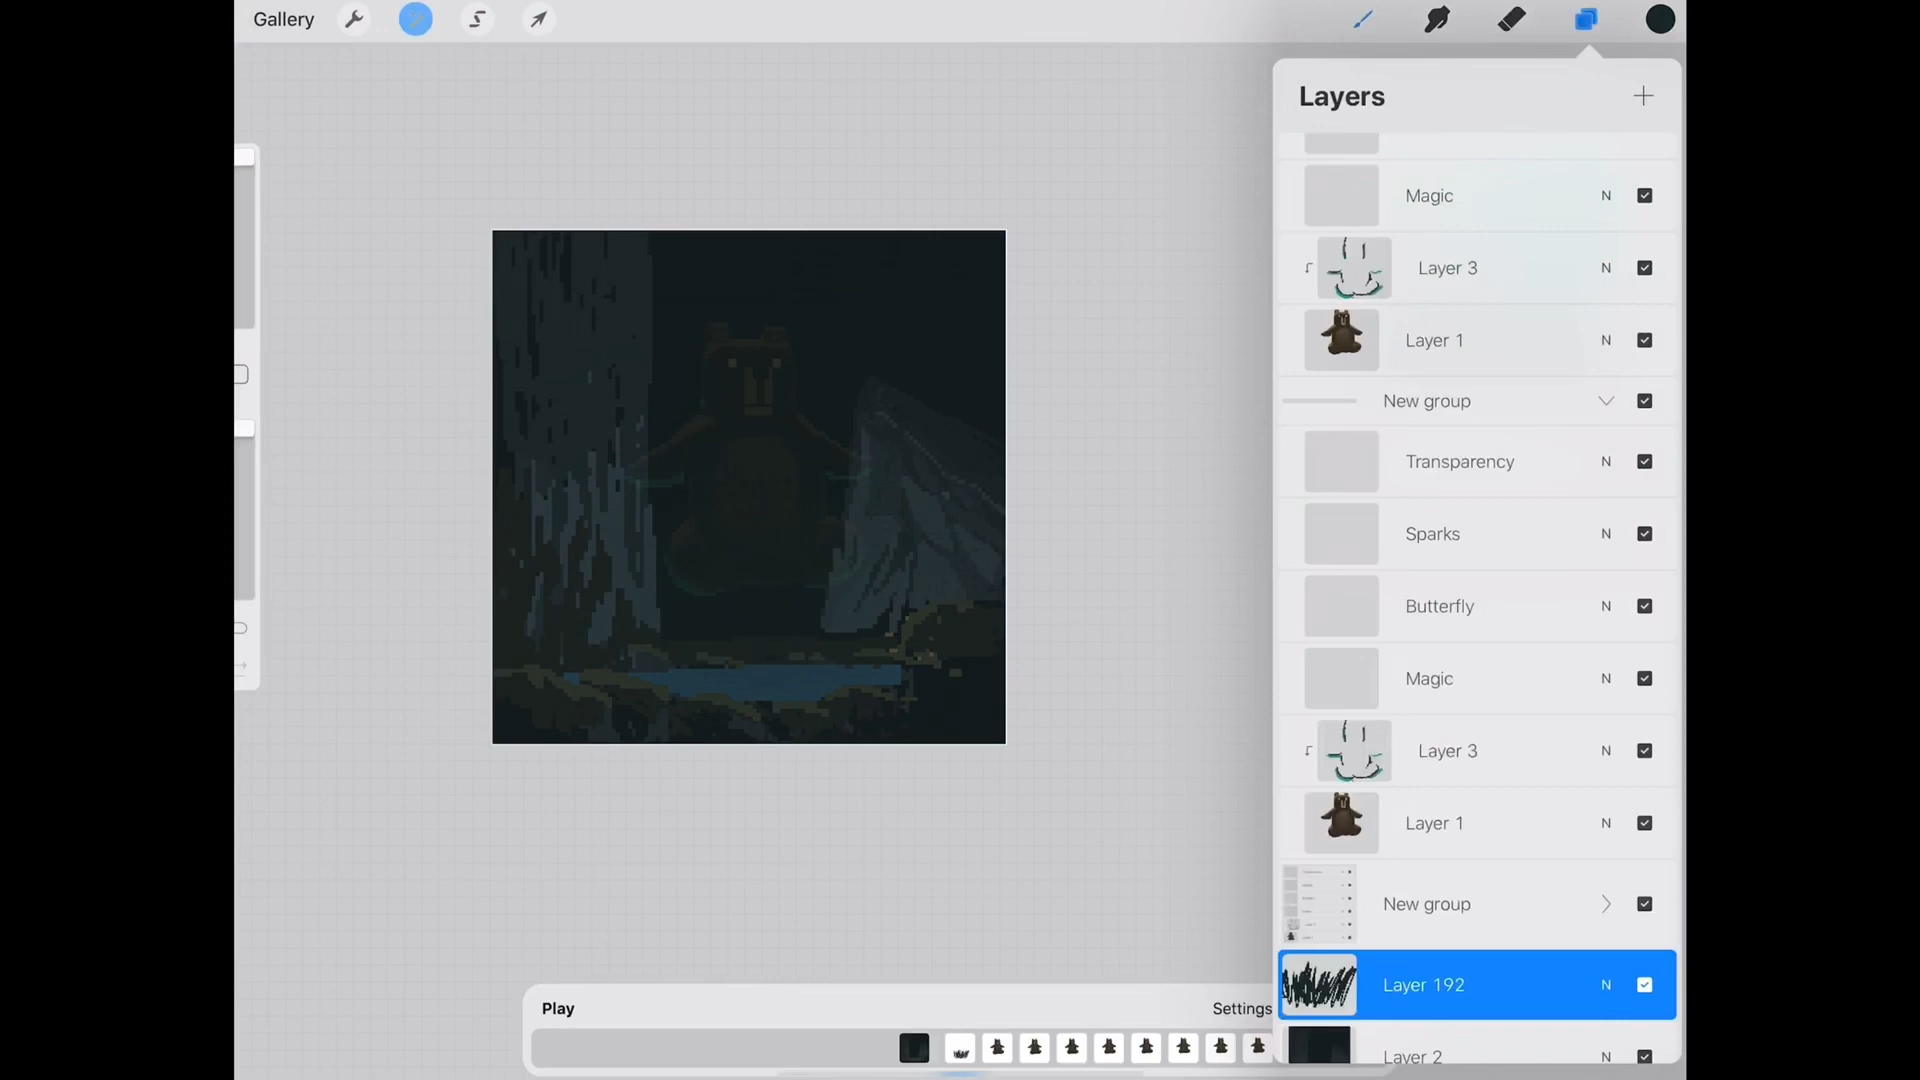 Gallery
Layers
Magic N
Layer 3 N
Layer 1 N
New group
Transparency N
Sparks N
Butterfly N
Magic N
Layer 3 N
Layer 1 N
New group
Layer 192 N
Layer 2 N
Play
Settings